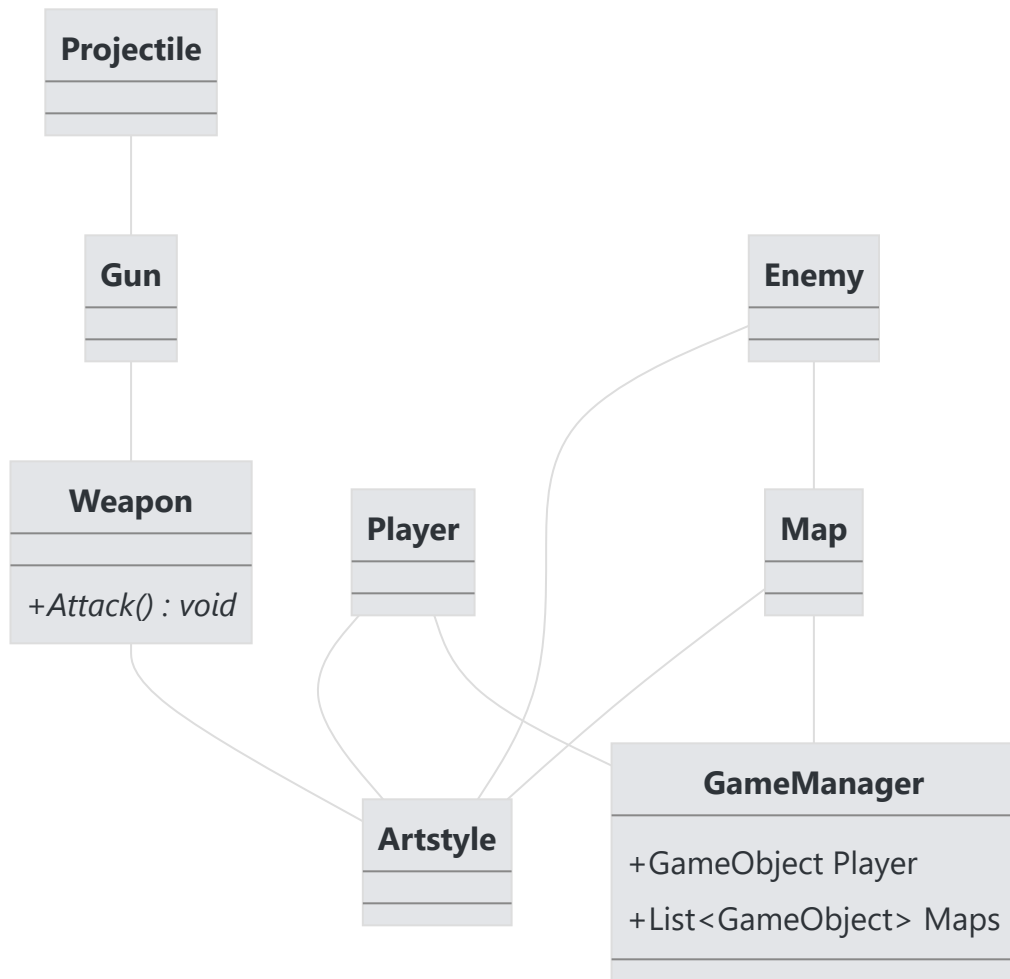 Projectile
Gun
Enemy
Weapon
+Attack() : void
Player
Map
Artstyle
GameManager
+GameObject Player
+List<GameObject> Maps